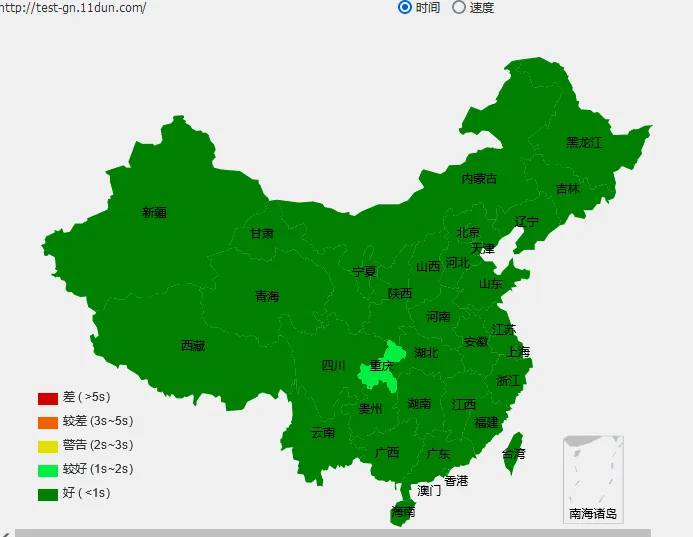 http://test-gn.11dun.com/
时间 速度
黑龙江
内蒙古
吉林
新疆
辽宁
甘肃
北京
天津
宁夏
山西
河北
陕西
山东
青海
河南
江苏
安徽
西藏
上海
湖北
四川
重庆
浙江
贵州
湖南
江西
福建
云南
广西
广东
台湾
香港
澳门
海南
南海诸岛
差 ( >5s)
较差 (3s~5s)
警告 (2s~3s)
较好 (1s~2s)
好 ( <1s)